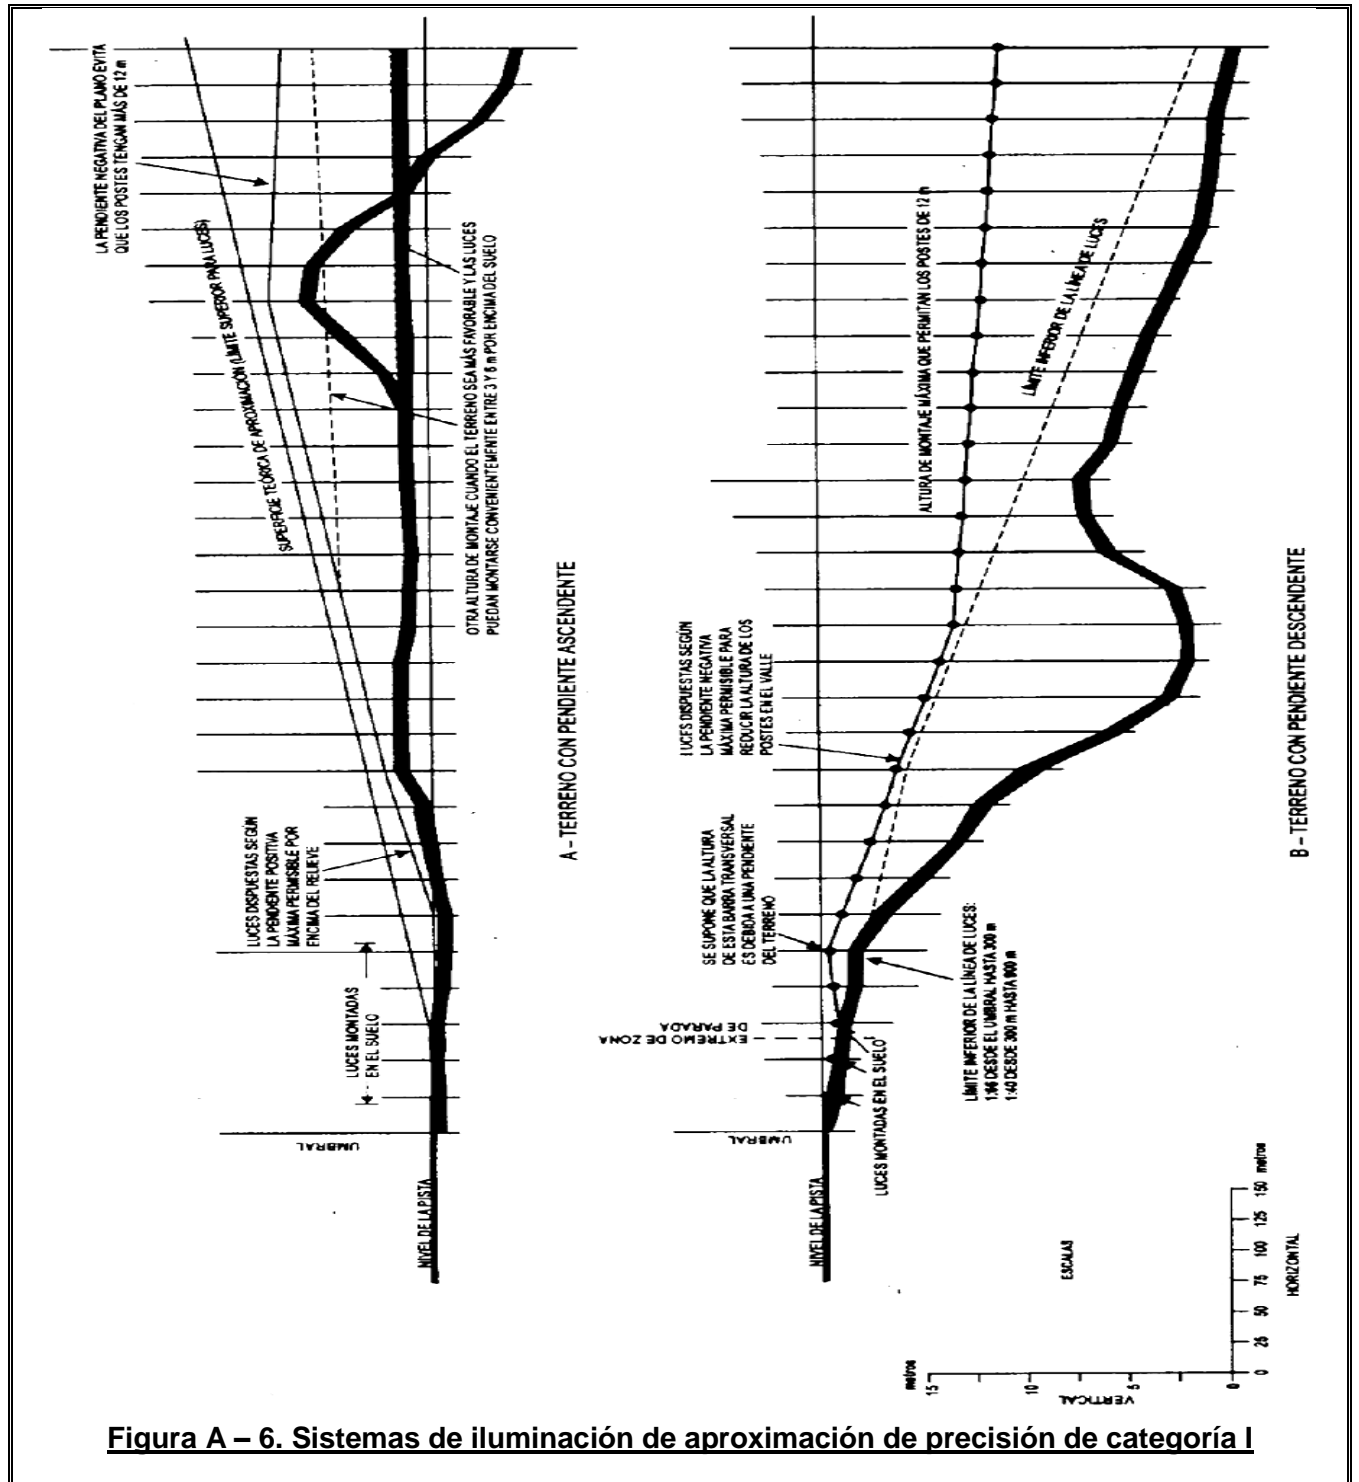 LA PENDIENTE NEGATIVA DEL PLANO EVITA
QUE LOS POSTES TENGAN MÁS DE 12 m
SUPERFICIE TEÓRICA DE APROXIMACIÓN (LÍMITE SUPERIOR PARA LUCES)
OTRA ALTURA DE MONTAJE CUANDO EL TERRENO SEA MÁS FAVORABLE Y LAS LUCES
PUEDAN MONTARSE CONVENIENTEMENTE ENTRE 3 Y 6 m POR ENCIMA DEL SUELO
LUCES DISPUESTAS SEGÚN
LA PENDIENTE POSITIVA
MÁXIMA PERMISIBLE POR
ENCIMA DEL RELIEVE
LUCES MONTADAS
EN EL SUELO
UMBRAL
NIVEL DE LA PISTA
A – TERRENO CON PENDIENTE ASCENDENTE
ALTURA DE MONTAJE MÁXIMA QUE PERMITAN LOS POSTES DE 12 m
LÍMITE INFERIOR DE LA LÍNEA DE LUCES
LUCES DISPUESTAS SEGÚN
LA PENDIENTE NEGATIVA
MÁXIMA PERMISIBLE PARA
REDUCIR LA ALTURA DE LOS
POSTES EN EL VALLE
SE SUPONE QUE LA ALTURA
DE ESTA BARRA TRANSVERSAL
ES DEBIDA A UNA PENDIENTE
DEL TERRENO
EXTREMO DE ZONA
DE PARADA
LUCES MONTADAS EN EL SUELO
LÍMITE INFERIOR DE LA LÍNEA DE LUCES:
1:66 DESDE EL UMBRAL HASTA 300 m
1:40 DESDE 300 m HASTA 900 m
UMBRAL
NIVEL DE LA PISTA
B – TERRENO CON PENDIENTE DESCENDENTE
ESCALAS
metros
15
10
5
0
VERTICAL
0 25 50 75 100 125 150 metros
HORIZONTAL
Figura A – 6. Sistemas de iluminación de aproximación de precisión de categoría I